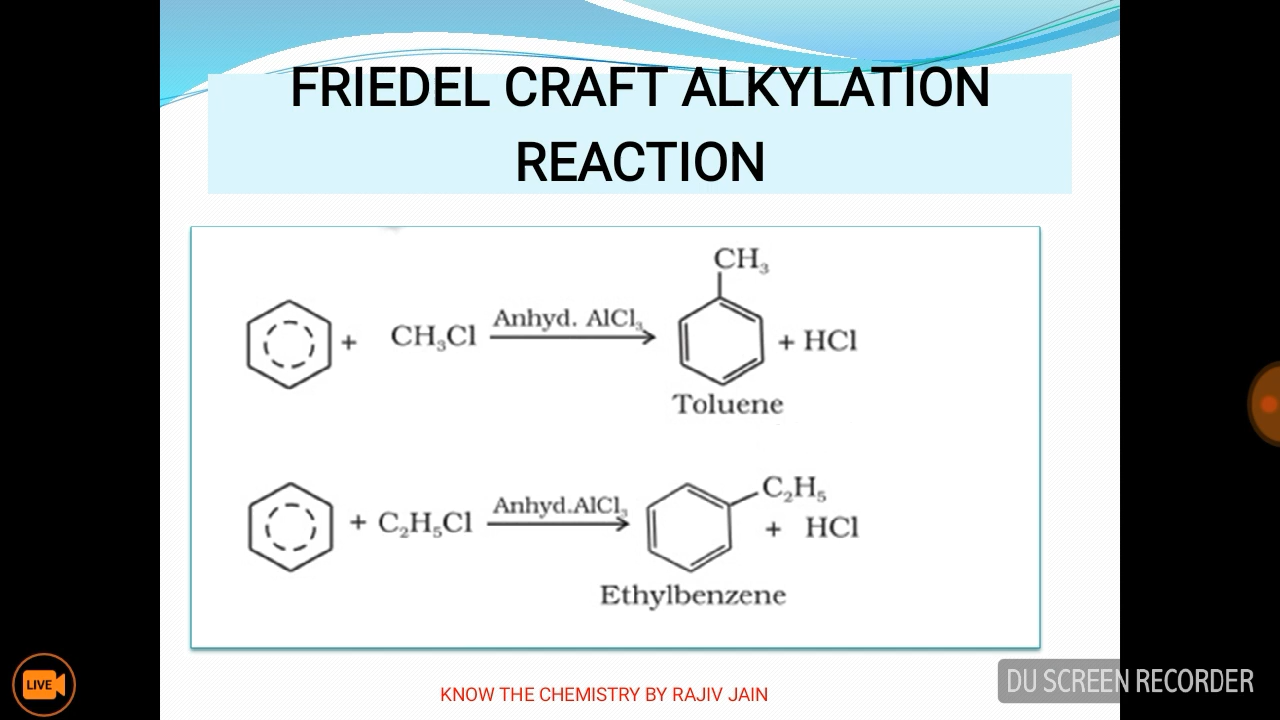 FRIEDEL CRAFT ALKYLATION
REACTION
CH₃
+ CH₃Cl Anhyd. AlCl₃ + HCl
Toluene
+ C₂H₅Cl Anhyd.AlCl₃ C₂H₅
+ HCl
Ethylbenzene
LIVE
KNOW THE CHEMISTRY BY RAJIV JAIN
DU SCREEN RECORDER